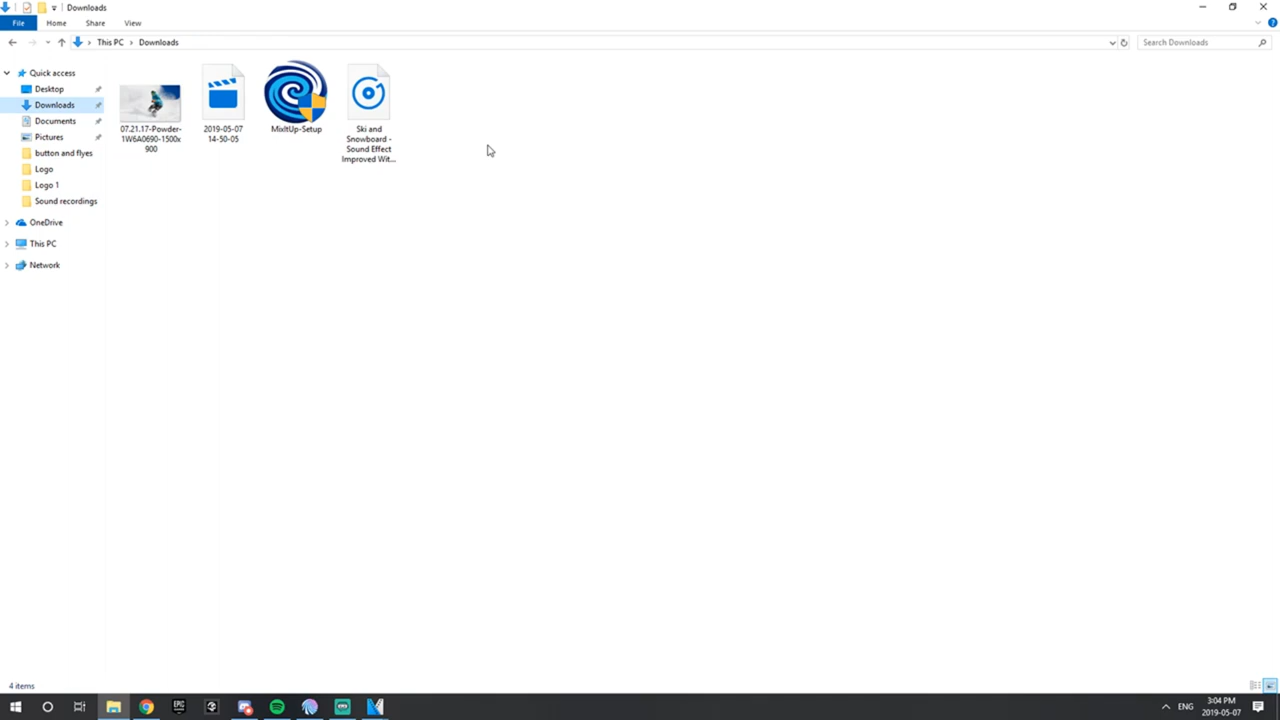 Downloads
File Home Share View
This PC Downloads
Search Downloads
Quick access
Desktop
Downloads
Documents
Pictures
button and flyes
Logo
Logo 1
Sound recordings
OneDrive
This PC
Network
07.21.17-Powder-
1W6A0690-1500x
900
2019-05-07
14-50-05
MixItUp-Setup
Ski and
Snowboard -
Sound Effect
Improved Wit...
4 items
EPIC
ENG
3:04 PM
2019-05-07